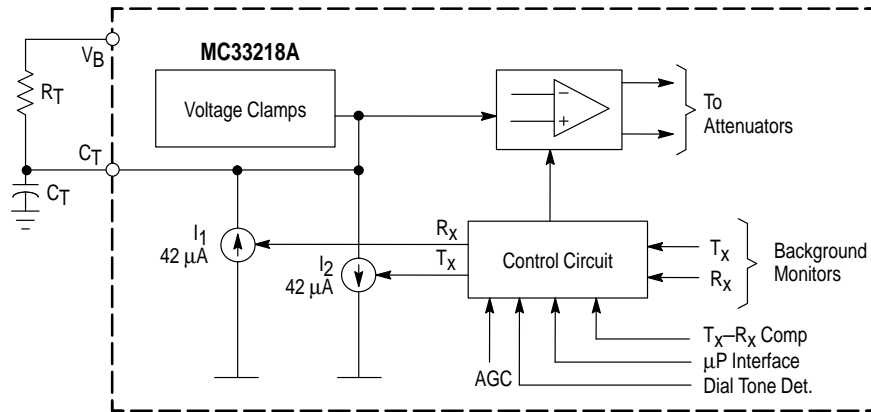 VB
MC33218A
RT
Voltage Clamps
–
+
To
Attenuators
CT
CT
I1
42 μA
RX
TX
I2
42 μA
Control Circuit
TX
RX
Background
Monitors
AGC
TX–RX Comp
μP Interface
Dial Tone Det.